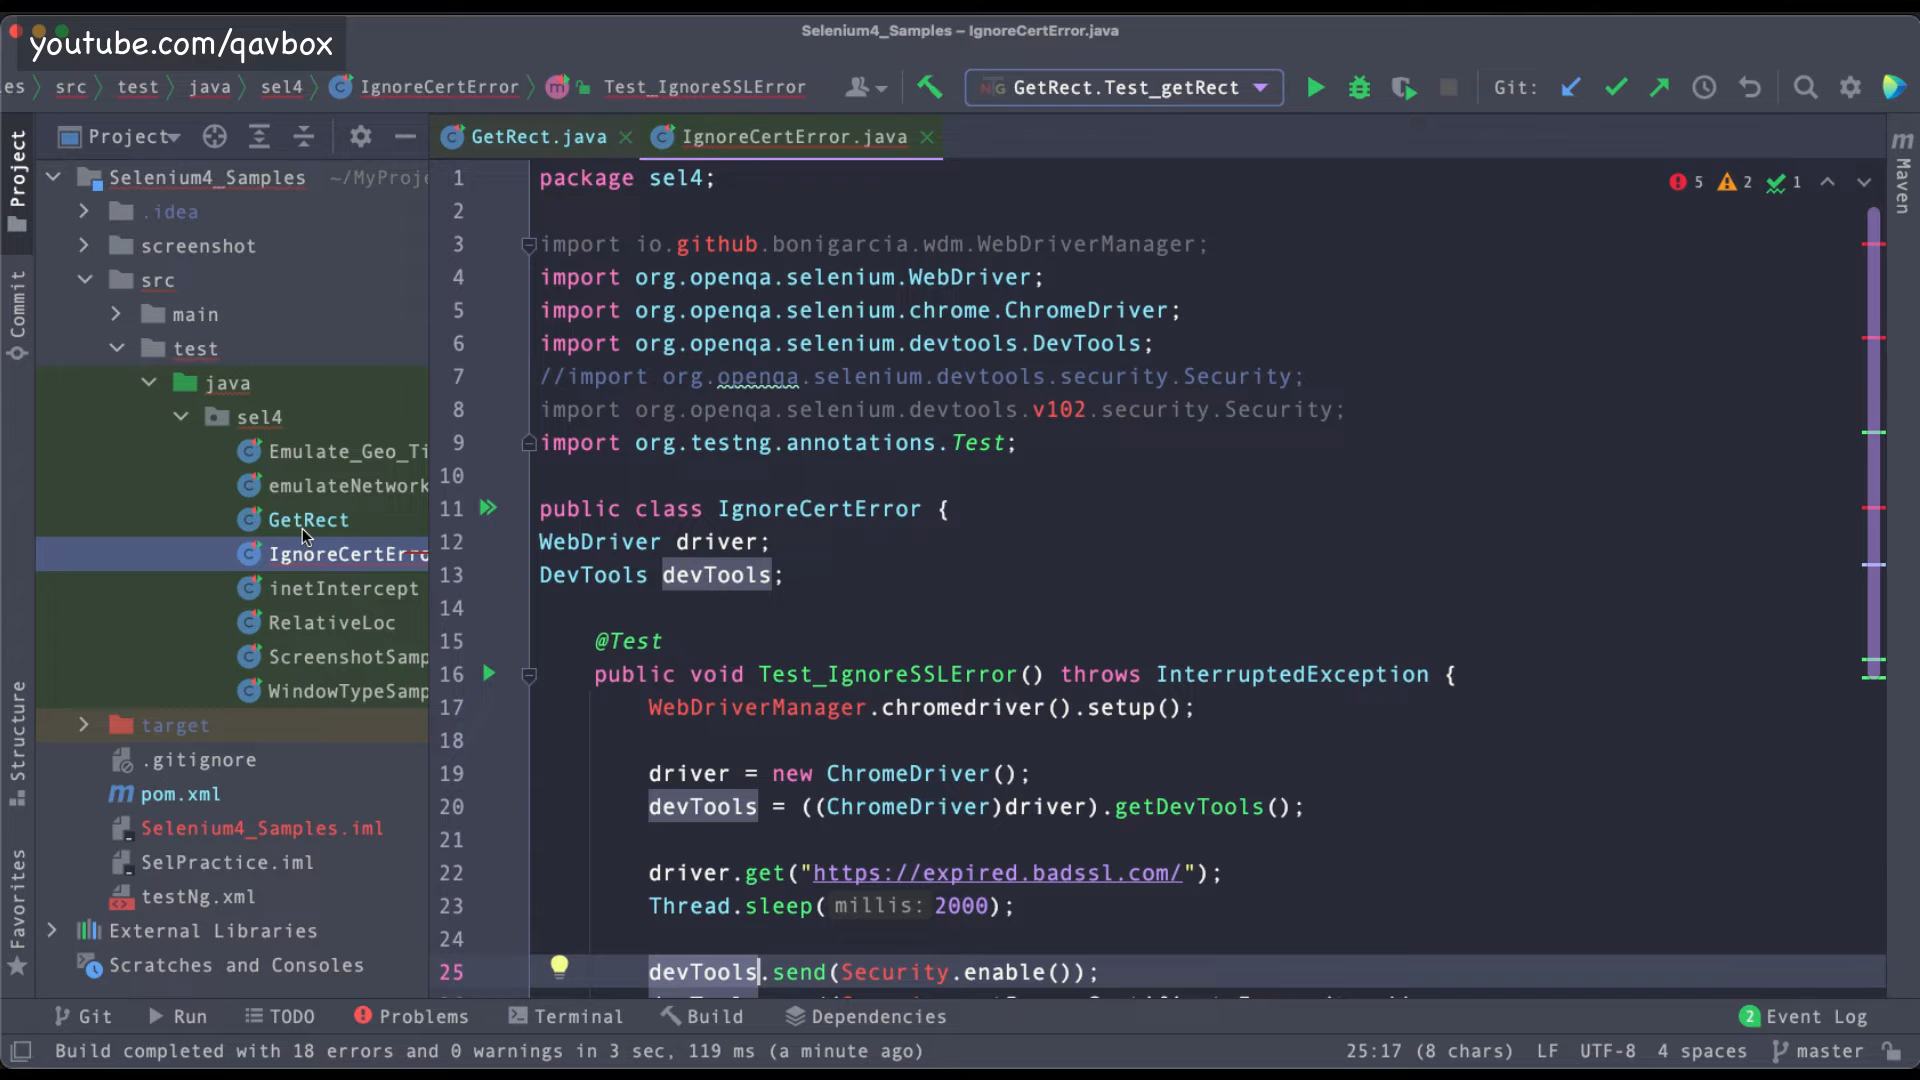 youtube.com/qavbox
Selenium4_Samples – IgnoreCertError.java
es src test java sel4 IgnoreCertError Test_IgnoreSSLError
GetRect.Test_getRect
Git:
Project
GetRect.java
IgnoreCertError.java
Project
Commit
Structure
Favorites
Maven
Selenium4_Samples ~/MyProj
.idea
screenshot
src
main
test
java
sel4
Emulate_Geo_Ti
emulateNetwork
GetRect
IgnoreCertErro
inetIntercept
RelativeLoc
ScreenshotSamp
WindowTypeSamp
target
.gitignore
pom.xml
Selenium4_Samples.iml
SelPractice.iml
testNg.xml
External Libraries
Scratches and Consoles
5 2 1
1 package sel4;
2
3 import io.github.bonigarcia.wdm.WebDriverManager;
4 import org.openqa.selenium.WebDriver;
5 import org.openqa.selenium.chrome.ChromeDriver;
6 import org.openqa.selenium.devtools.DevTools;
7 //import org.openqa.selenium.devtools.security.Security;
8 import org.openqa.selenium.devtools.v102.security.Security;
9 import org.testng.annotations.Test;
10
11 public class IgnoreCertError {
12 WebDriver driver;
13 DevTools devTools;
14
15 @Test
16 public void Test_IgnoreSSLError() throws InterruptedException {
17 WebDriverManager.chromedriver().setup();
18
19 driver = new ChromeDriver();
20 devTools = ((ChromeDriver)driver).getDevTools();
21
22 driver.get("https://expired.badssl.com/");
23 Thread.sleep( millis: 2000);
24
25 devTools.send(Security.enable());
Git Run TODO Problems Terminal Build Dependencies 2 Event Log
Build completed with 18 errors and 0 warnings in 3 sec, 119 ms (a minute ago) 25:17 (8 chars) LF UTF-8 4 spaces master